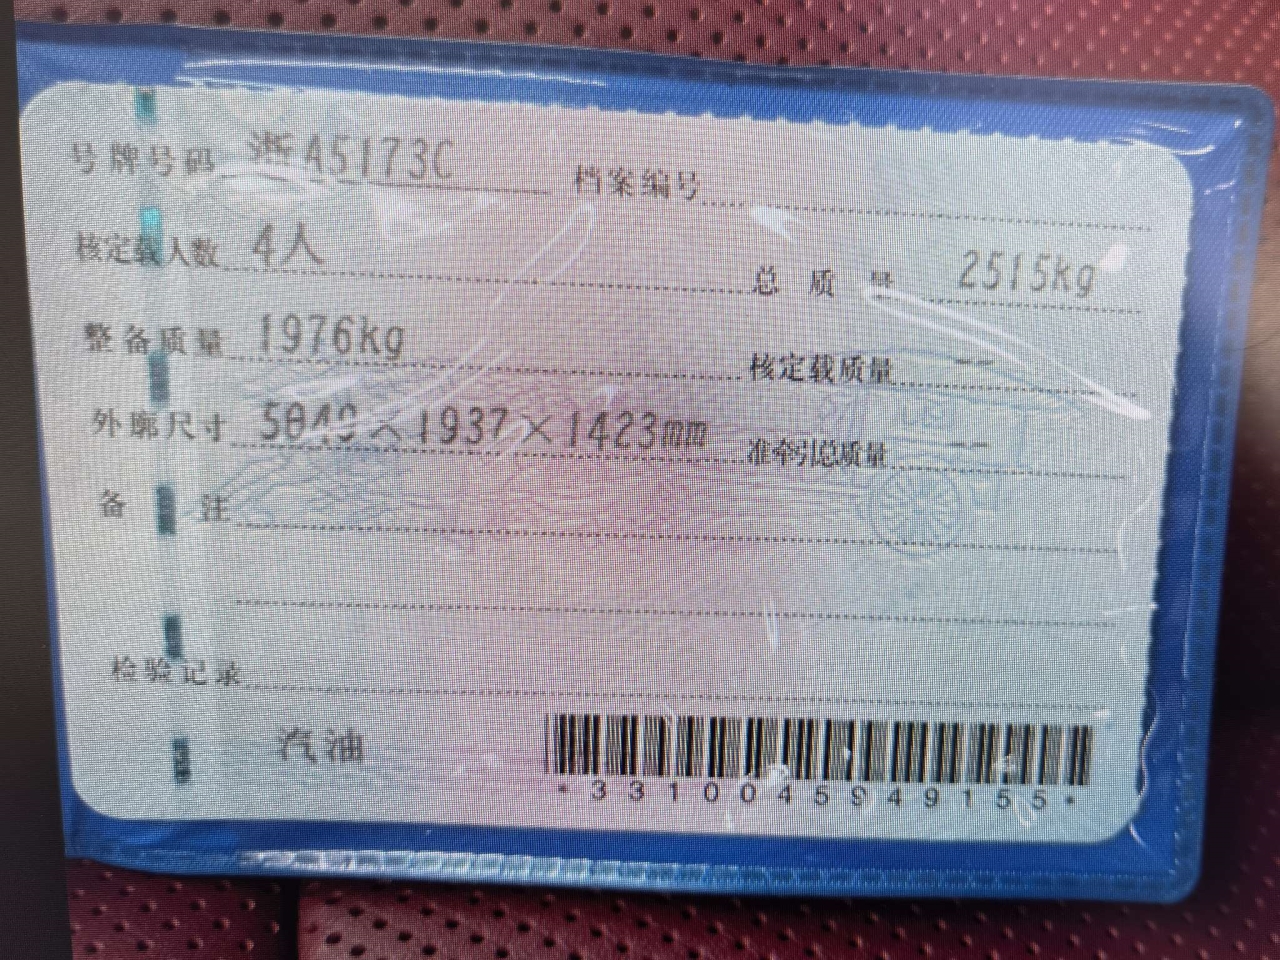 号牌号码 浙A5173C 档案编号
核定载人数 4人 总质量 2515kg
整备质量 1976kg 核定载质量 --
外廓尺寸 5049×1937×1423mm 准牵引总质量 --
备注
检验记录
汽油
*3310045949155*